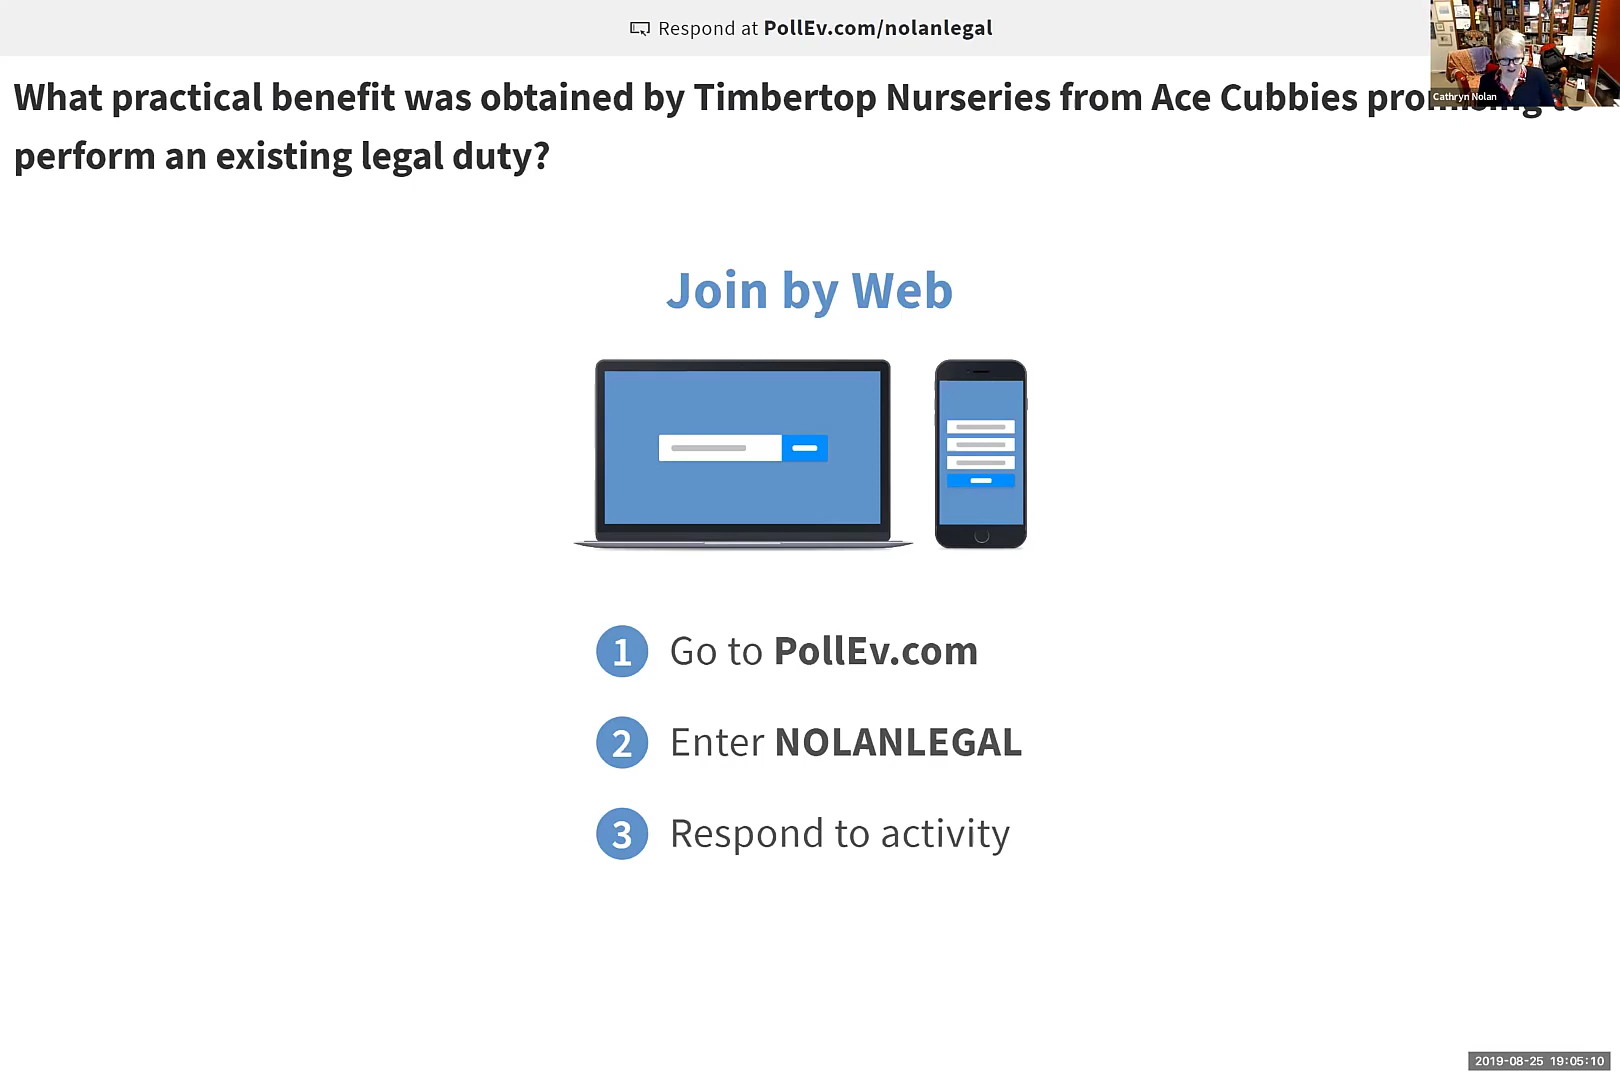 Respond at PollEv.com/nolanlegal
What practical benefit was obtained by Timbertop Nurseries from Ace Cubbies promising to
perform an existing legal duty?
Cathryn Nolan
Join by Web
1 Go to PollEv.com
2 Enter NOLANLEGAL
3 Respond to activity
2019-08-25 19:05:10